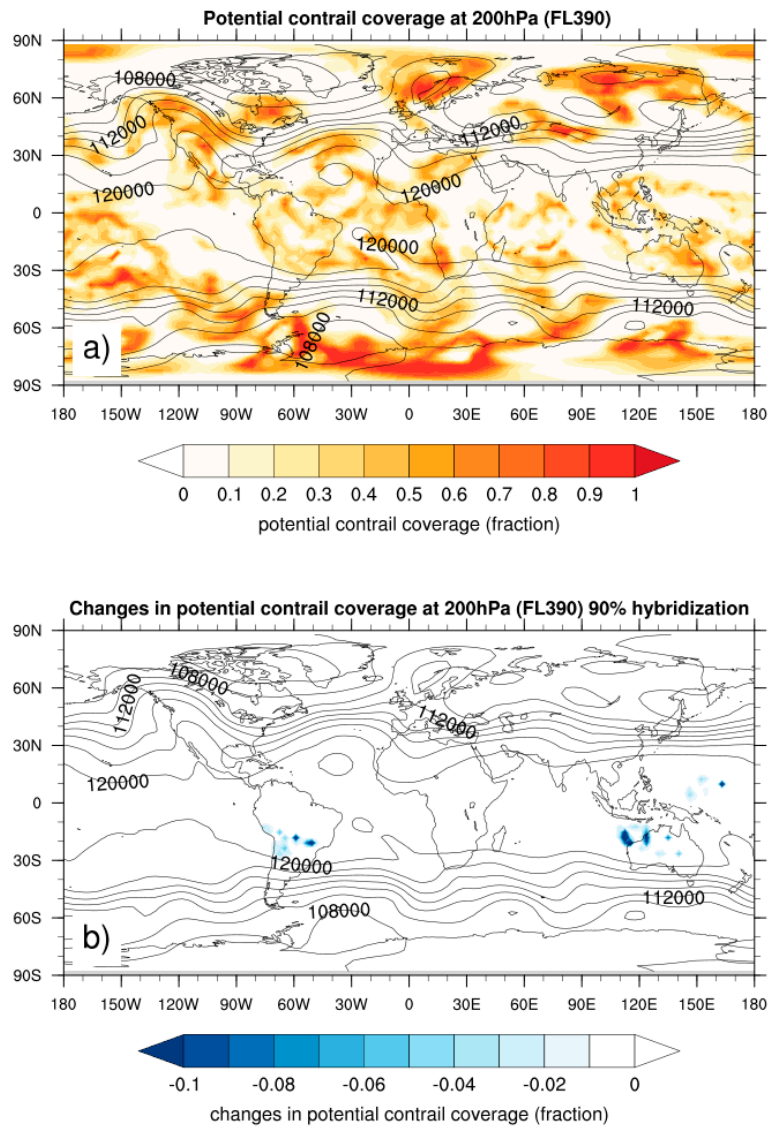 Potential contrail coverage at 200hPa (FL390)
90N
60N
30N
0
30S
60S
90S
108000
112000
112000
120000
120000
120000
112000
112000
108000
a)
180 150W 120W 90W 60W 30W 0 30E 60E 90E 120E 150E 180
0 0.1 0.2 0.3 0.4 0.5 0.6 0.7 0.8 0.9 1
potential contrail coverage (fraction)
Changes in potential contrail coverage at 200hPa (FL390) 90% hybridization
90N
60N
30N
0
30S
60S
90S
108000
112000
112000
120000
120000
112000
108000
b)
180 150W 120W 90W 60W 30W 0 30E 60E 90E 120E 150E 180
-0.1 -0.08 -0.06 -0.04 -0.02 0
changes in potential contrail coverage (fraction)